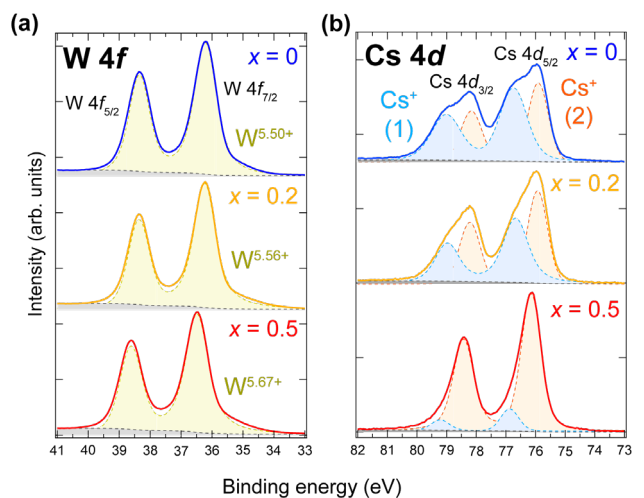 (a)
W 4f
x = 0
W 4f5/2
W 4f7/2
W5.50+
x = 0.2
W5.56+
x = 0.5
W5.67+
Intensity (arb. units)
41 40 39 38 37 36 35 34 33
(b)
Cs 4d
Cs 4d5/2
x = 0
Cs 4d3/2
Cs+
(1)
Cs+
(2)
x = 0.2
x = 0.5
82 81 80 79 78 77 76 75 74 73
Binding energy (eV)